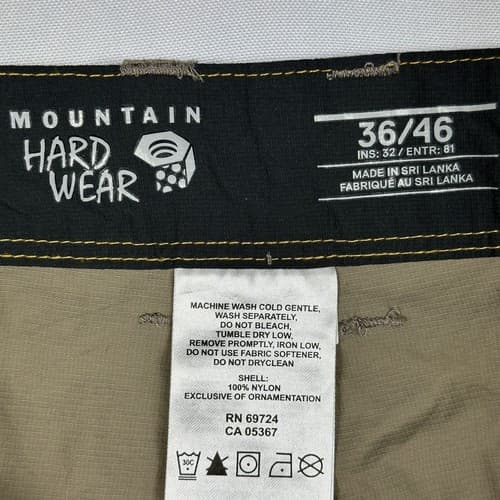 MOUNTAIN
HARD
WEAR
36/46
INS: 32 / ENTR: 81
MADE IN SRI LANKA
FABRIQUÉ AU SRI LANKA
MACHINE WASH COLD GENTLE,
WASH SEPARATELY,
DO NOT BLEACH,
TUMBLE DRY LOW,
REMOVE PROMPTLY, IRON LOW,
DO NOT USE FABRIC SOFTENER,
DO NOT DRYCLEAN
SHELL:
100% NYLON
EXCLUSIVE OF ORNAMENTATION
RN 69724
CA 05367
30C